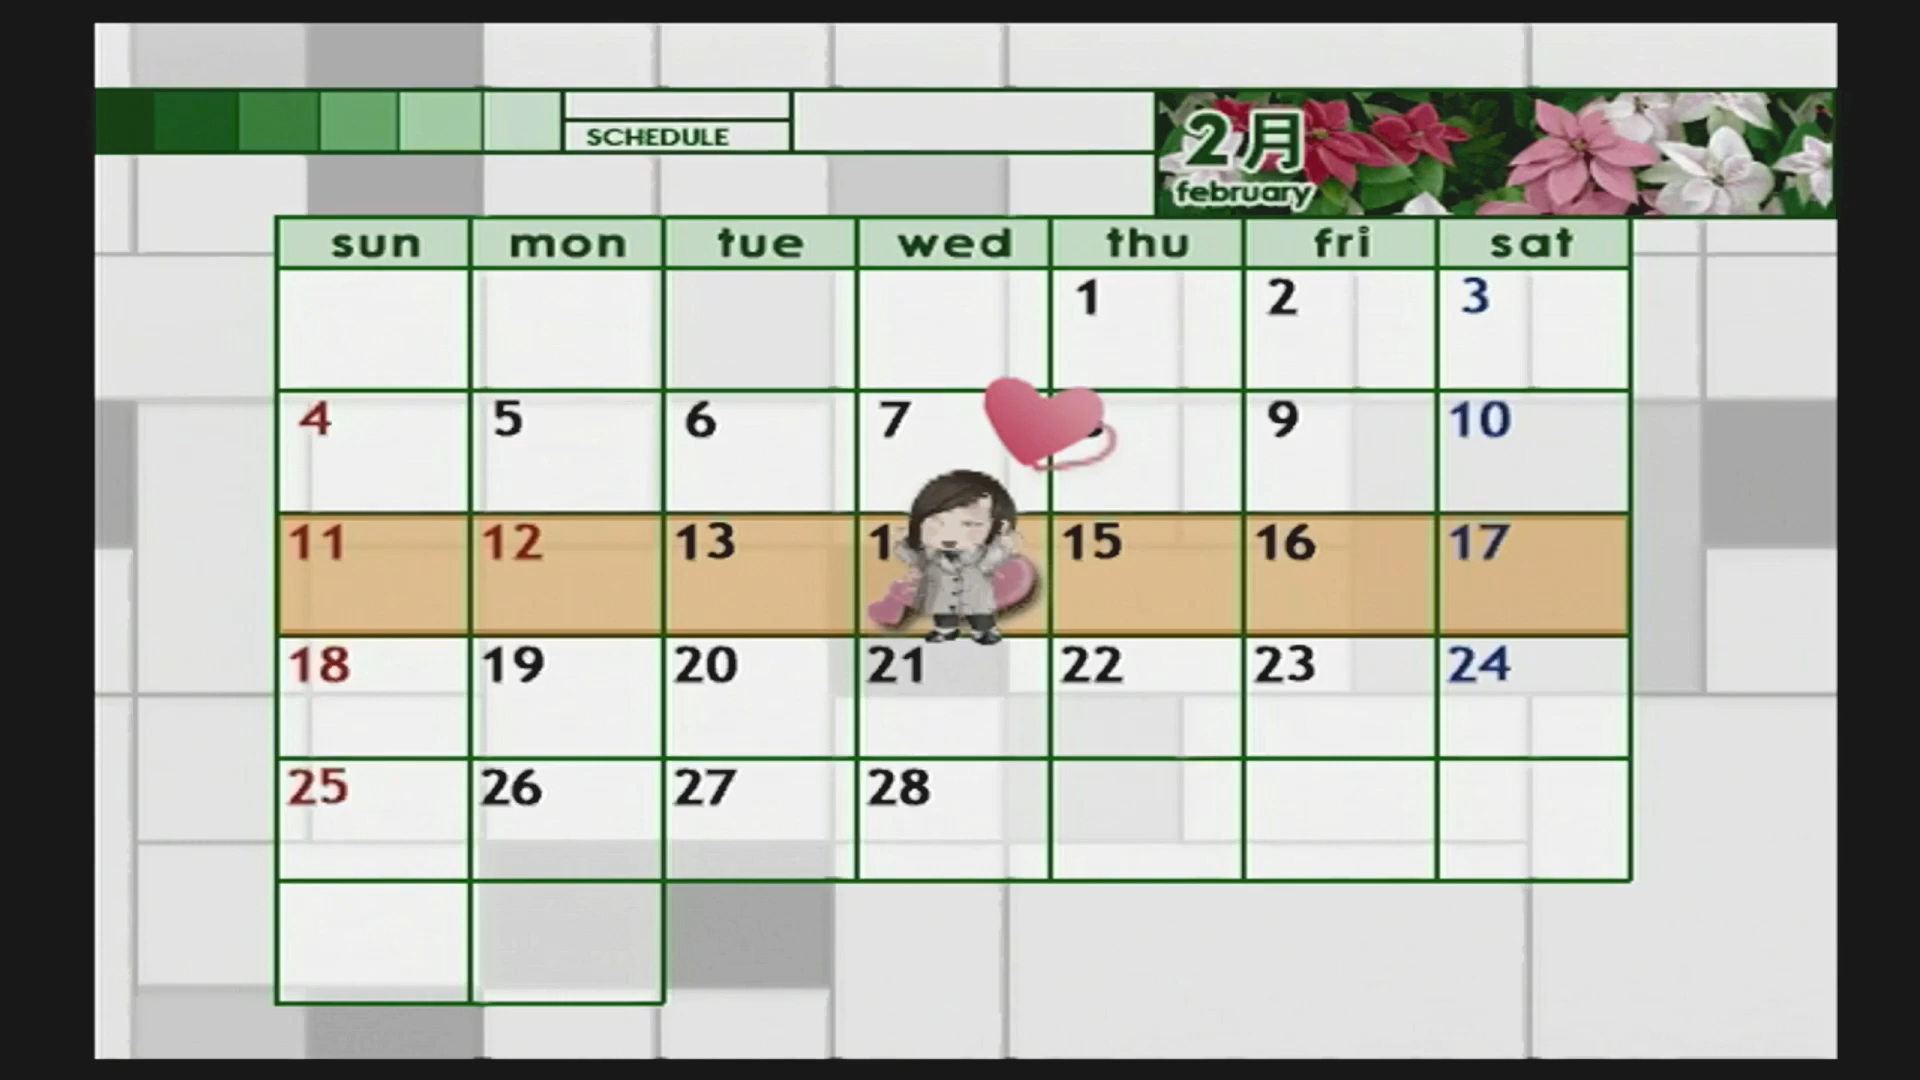 SCHEDULE
2月
february
sun mon tue wed thu fri sat
1 2 3
4 5 6 7 9 10
11 12 13 1 15 16 17
18 19 20 21 22 23 24
25 26 27 28